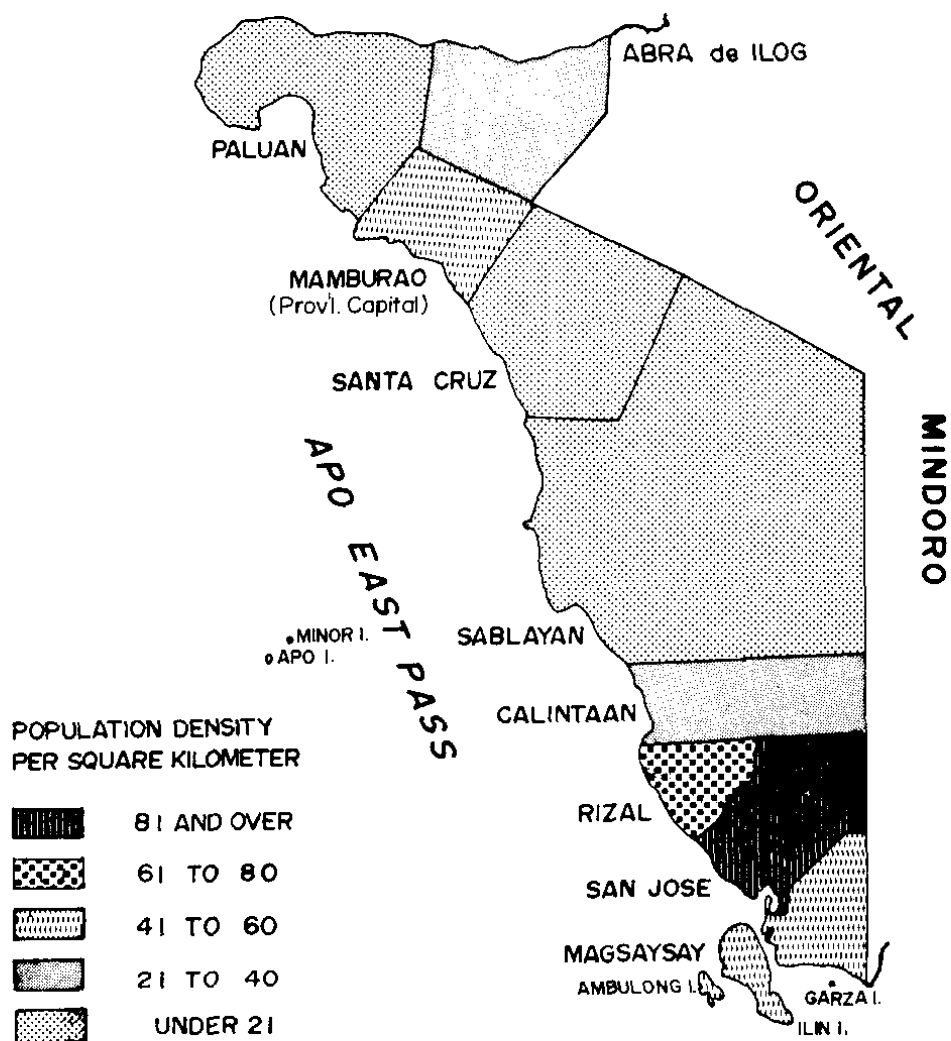 ABRA de ILOG
PALUAN
ORIENTAL
MAMBURAO
(Prov'l. Capital)
SANTA CRUZ
MINDORO
APO EAST PASS
MINOR I.
APO I.
SABLAYAN
CALINTAAN
POPULATION DENSITY
PER SQUARE KILOMETER
81 AND OVER
61 TO 80
41 TO 60
21 TO 40
UNDER 21
RIZAL
SAN JOSE
MAGSAYSAY
AMBULONG I.
GARZA I.
ILIN I.